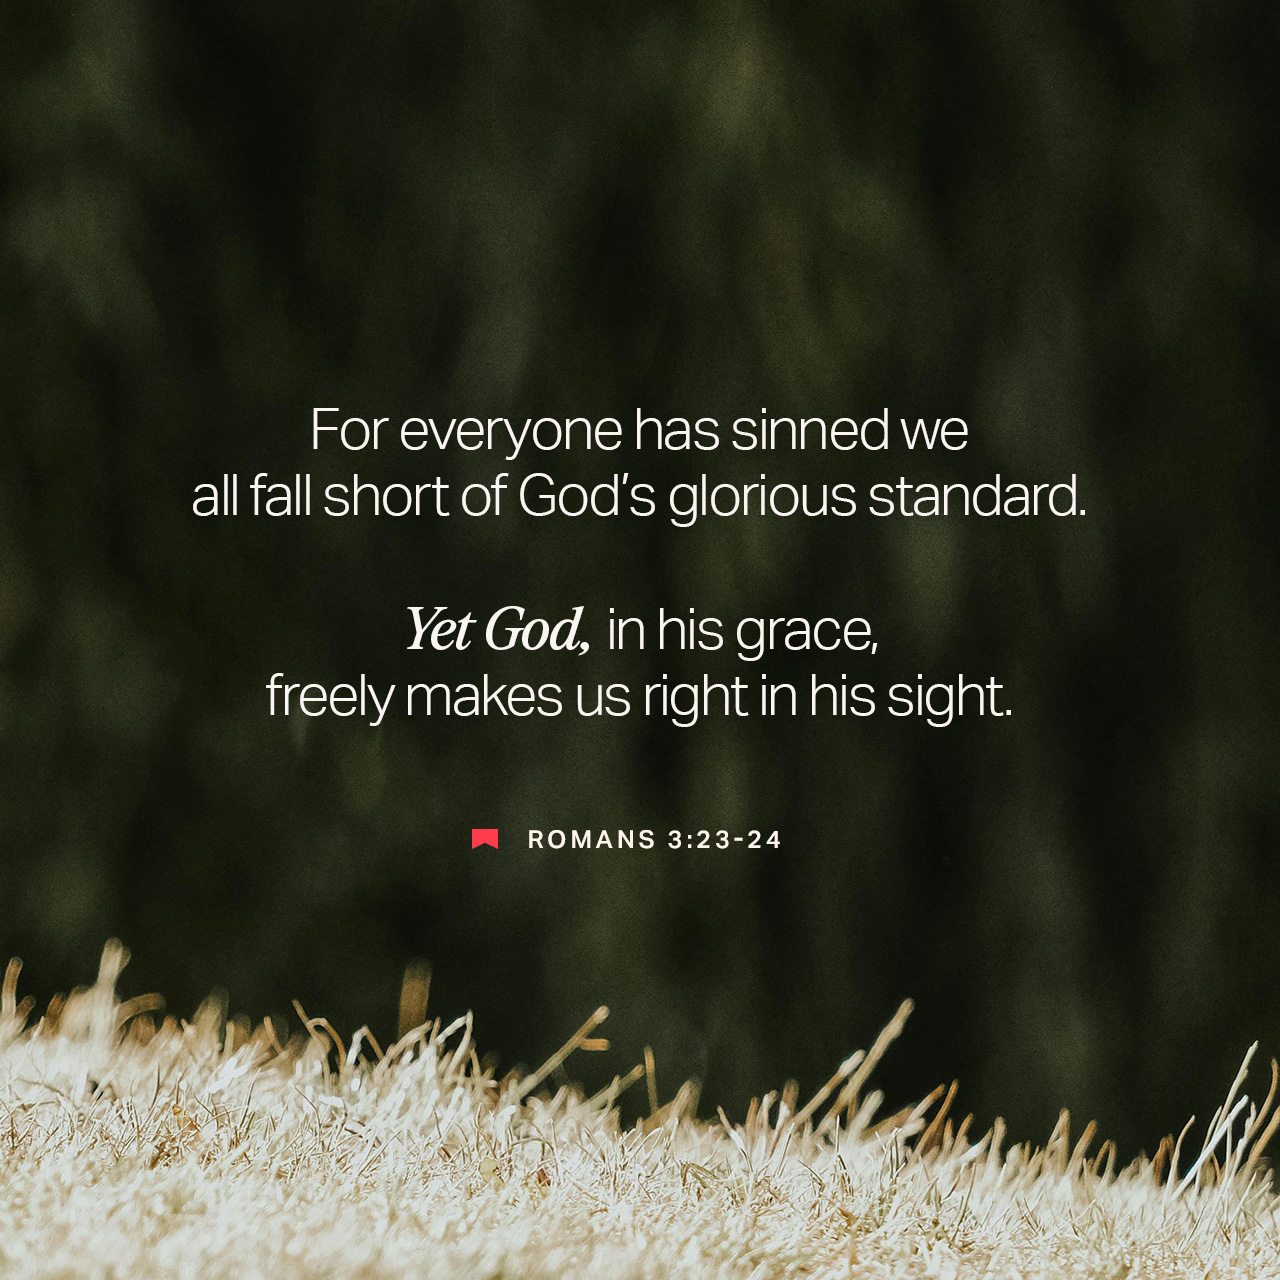 For everyone has sinned we
all fall short of God’s glorious standard.
Yet God, in his grace,
freely makes us right in his sight.
ROMANS 3:23-24